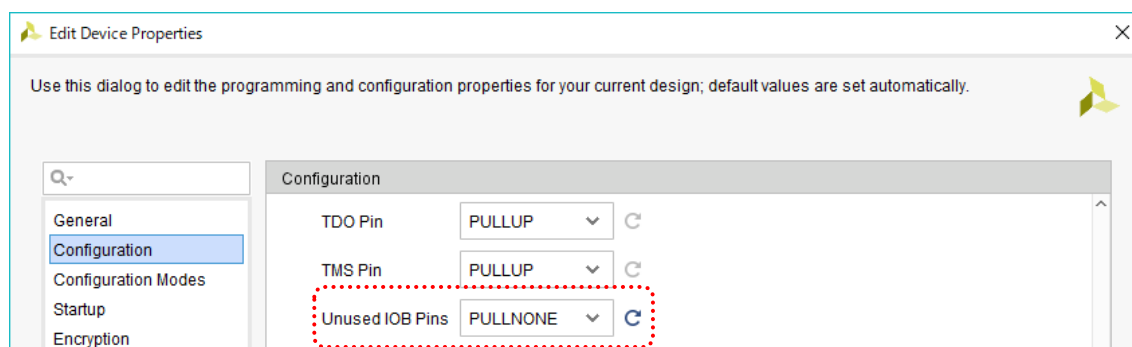 Edit Device Properties
Use this dialog to edit the programming and configuration properties for your current design; default values are set automatically.
Configuration
General
Configuration
Configuration Modes
Startup
Encryption
TDO Pin PULLUP
TMS Pin PULLUP
Unused IOB Pins PULLNONE